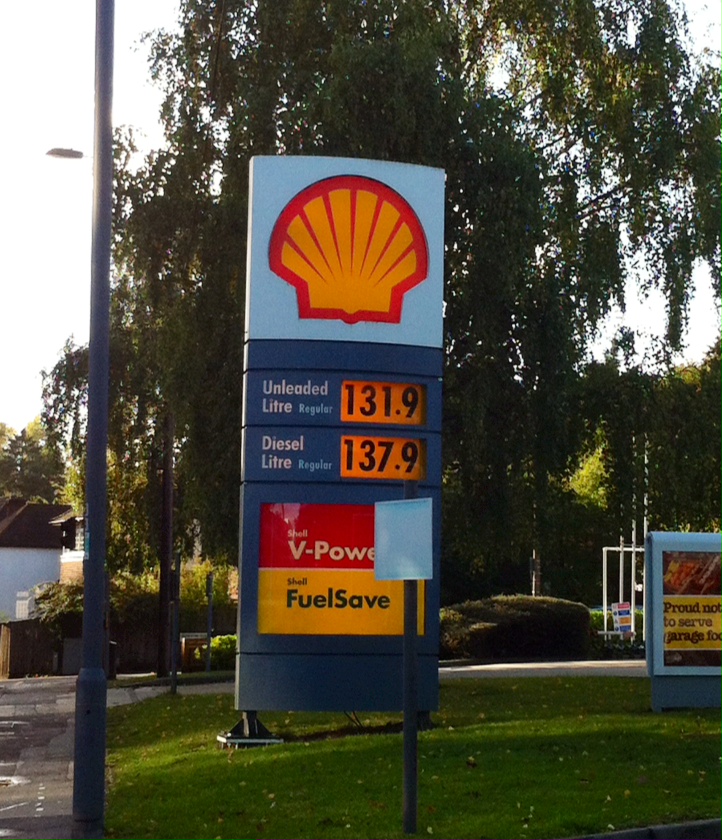 Unleaded
Litre Regular
131.9
Diesel
Litre Regular
137.9
Shell
V-Powe
Shell
FuelSave
Proud not
to serve
garage foo